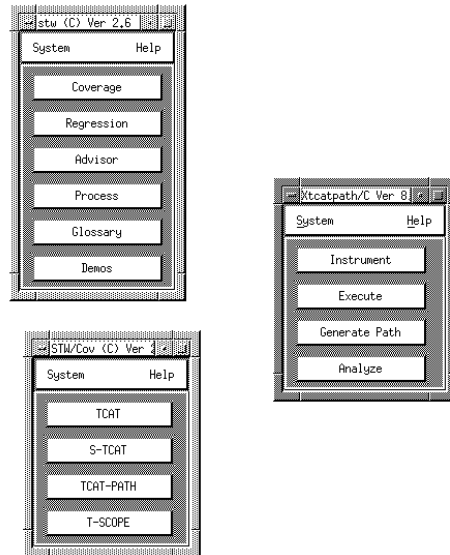 stw (C) Ver 2.6
System Help
Coverage
Regression
Advisor
Process
Glossary
Demos
Xtcatpath/C Ver 8.
System Help
Instrument
Execute
Generate Path
Analyze
STW/Cov (C) Ver
System Help
TCAT
S-TCAT
TCAT-PATH
T-SCOPE